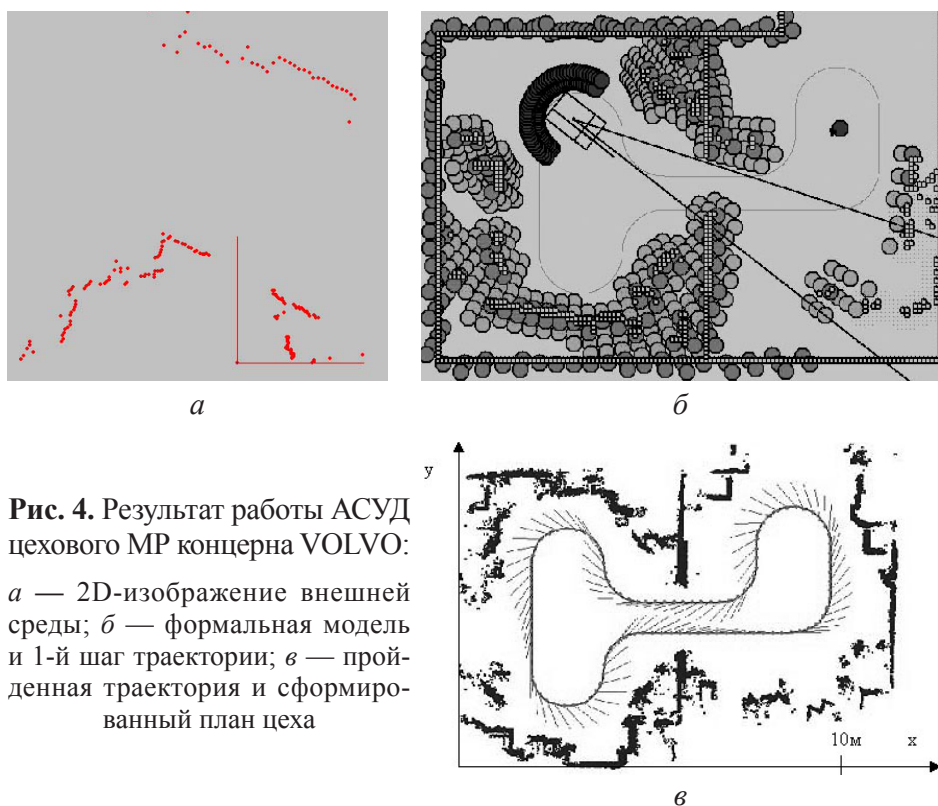 а
б
Рис. 4. Результат работы АСУД
цехового МР концерна VOLVO:
а — 2D-изображение внешней
среды; б — формальная модель
и 1-й шаг траектории; в — прой-
денная траектория и сформиро-
ванный план цеха
y
10м
x
в